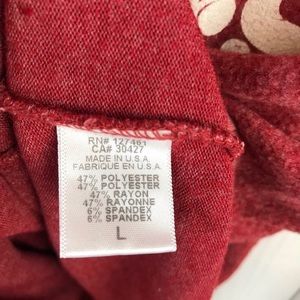 RN# 127461
CA# 30427
MADE IN U.S.A.
FABRIQUE EN U.S.A.
47% POLYESTER
47% POLYESTER
47% RAYON
47% RAYONNE
6% SPANDEX
6% SPANDEX
L